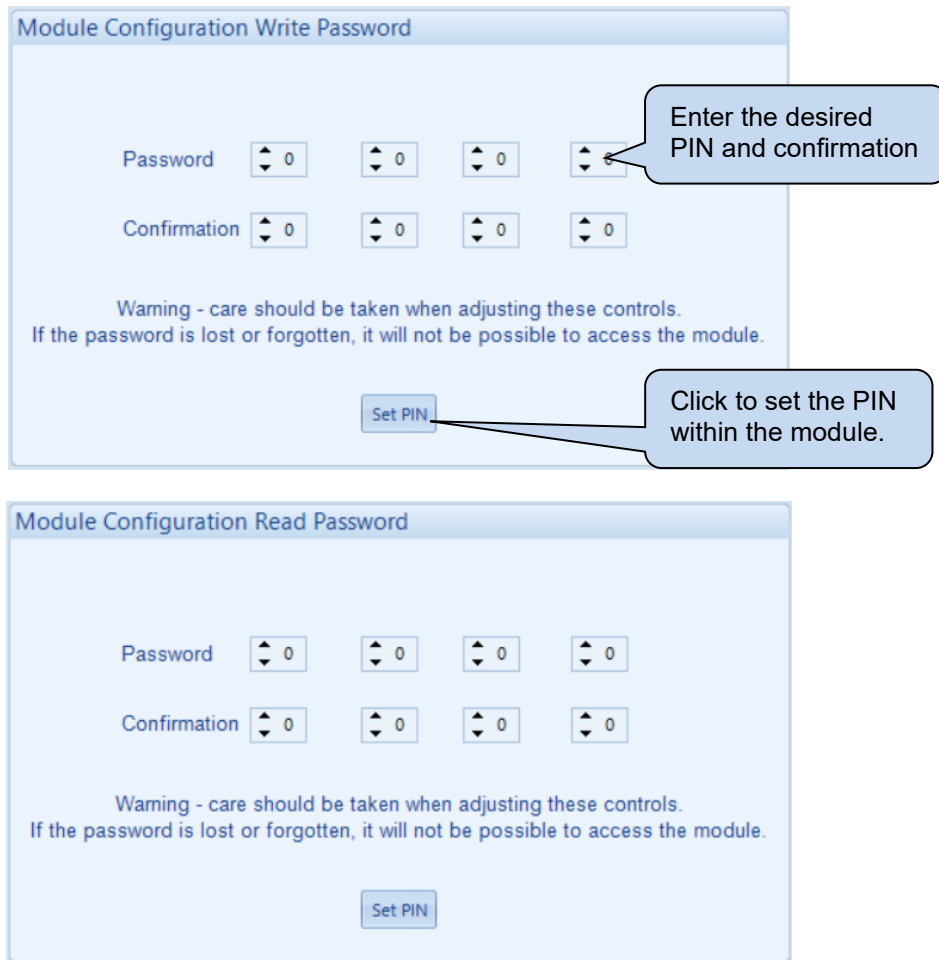 Module Configuration Write Password
Enter the desired
PIN and confirmation
Password 0 0 0 0
Confirmation 0 0 0 0
Warning - care should be taken when adjusting these controls.
If the password is lost or forgotten, it will not be possible to access the module.
Set PIN
Click to set the PIN
within the module.
Module Configuration Read Password
Password 0 0 0 0
Confirmation 0 0 0 0
Warning - care should be taken when adjusting these controls.
If the password is lost or forgotten, it will not be possible to access the module.
Set PIN